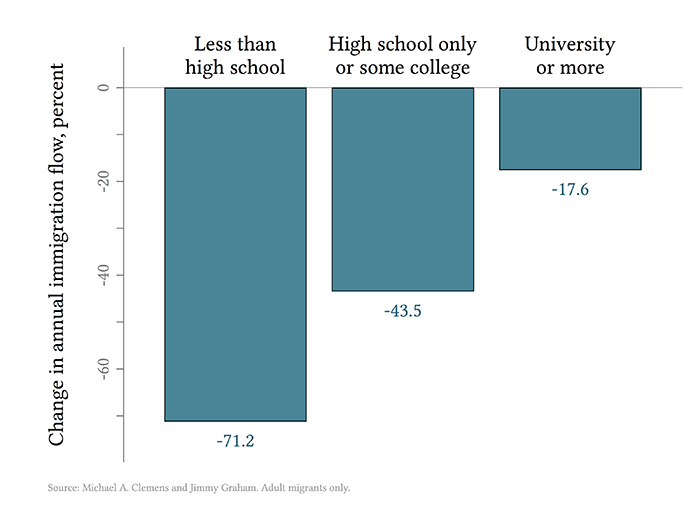 Less than
high school
High school only
or some college
University
or more
Change in annual immigration flow, percent
0
-20
-40
-60
-71.2
-43.5
-17.6
Source: Michael A. Clemens and Jimmy Graham. Adult migrants only.